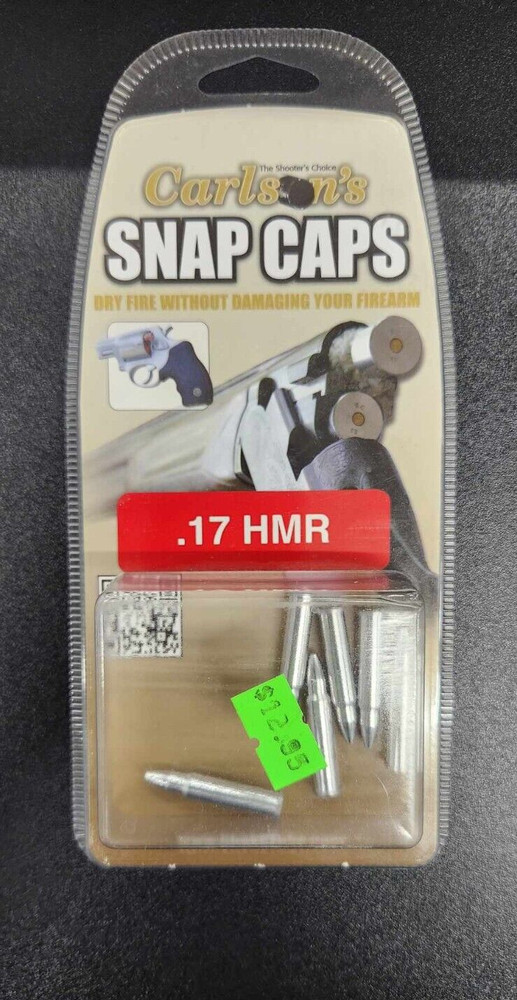 The Shooter's Choice
Carlson's
SNAP CAPS
DRY FIRE WITHOUT DAMAGING YOUR FIREARM
.17 HMR
$12.95